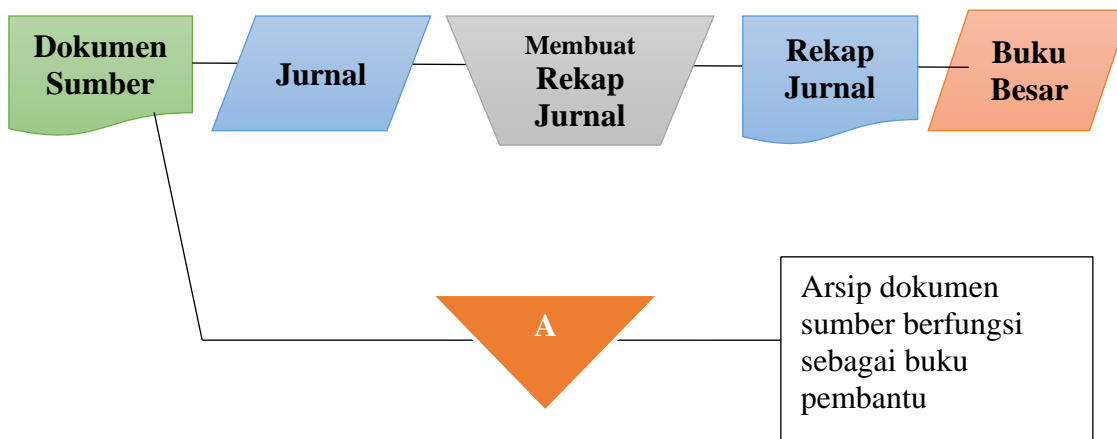 Dokumen
Sumber
Jurnal
Membuat
Rekap
Jurnal
Rekap
Jurnal
Buku
Besar
A
Arsip dokumen
sumber berfungsi
sebagai buku
pembantu